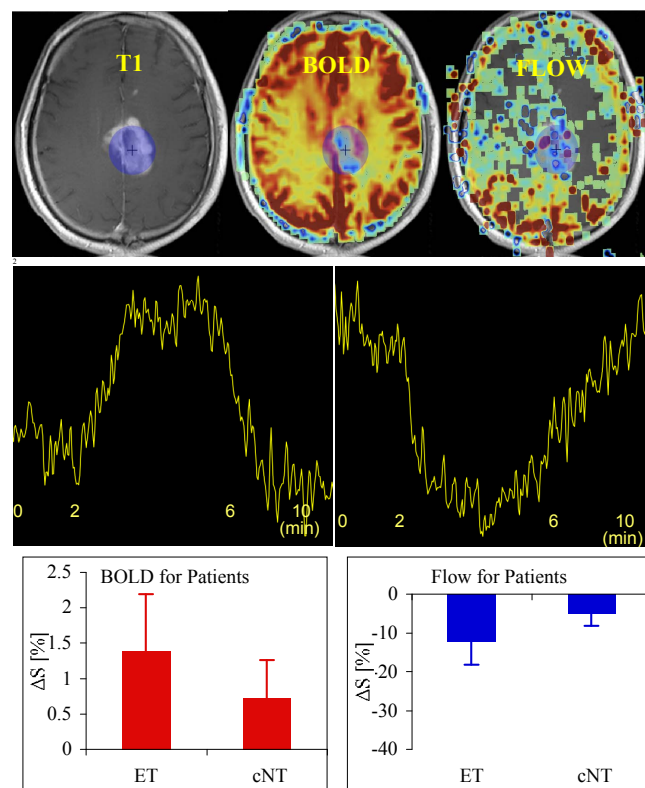 T1 BOLD FLOW
2
0 2 6 10
(min)
0 2 6 10
(min)
BOLD for Patients
2.5
2
1.5
1
0.5
0
ΔS [%]
ET cNT
Flow for Patients
0
-10
-20
-30
-40
ΔS [%]
ET cNT